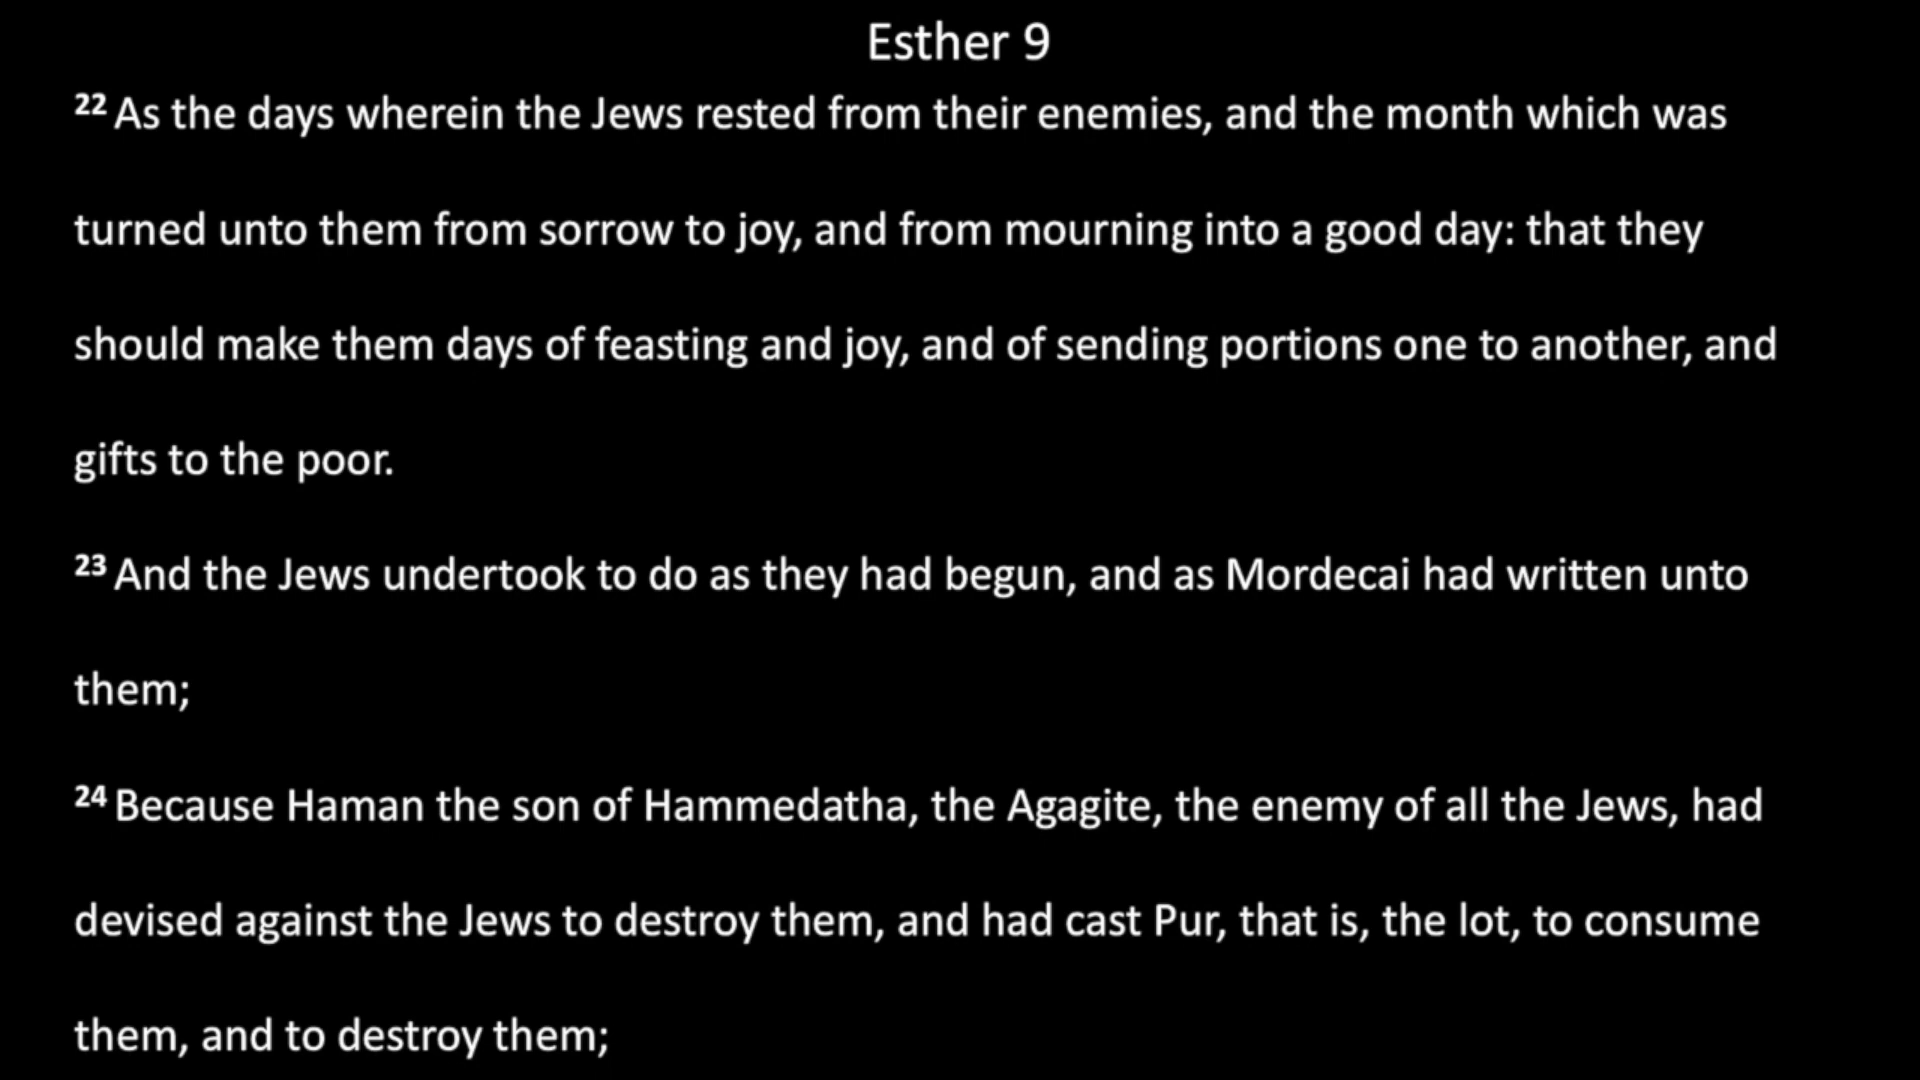 Esther 9
22 As the days wherein the Jews rested from their enemies, and the month which was
turned unto them from sorrow to joy, and from mourning into a good day: that they
should make them days of feasting and joy, and of sending portions one to another, and
gifts to the poor.
23 And the Jews undertook to do as they had begun, and as Mordecai had written unto
them;
24 Because Haman the son of Hammedatha, the Agagite, the enemy of all the Jews, had
devised against the Jews to destroy them, and had cast Pur, that is, the lot, to consume
them, and to destroy them;